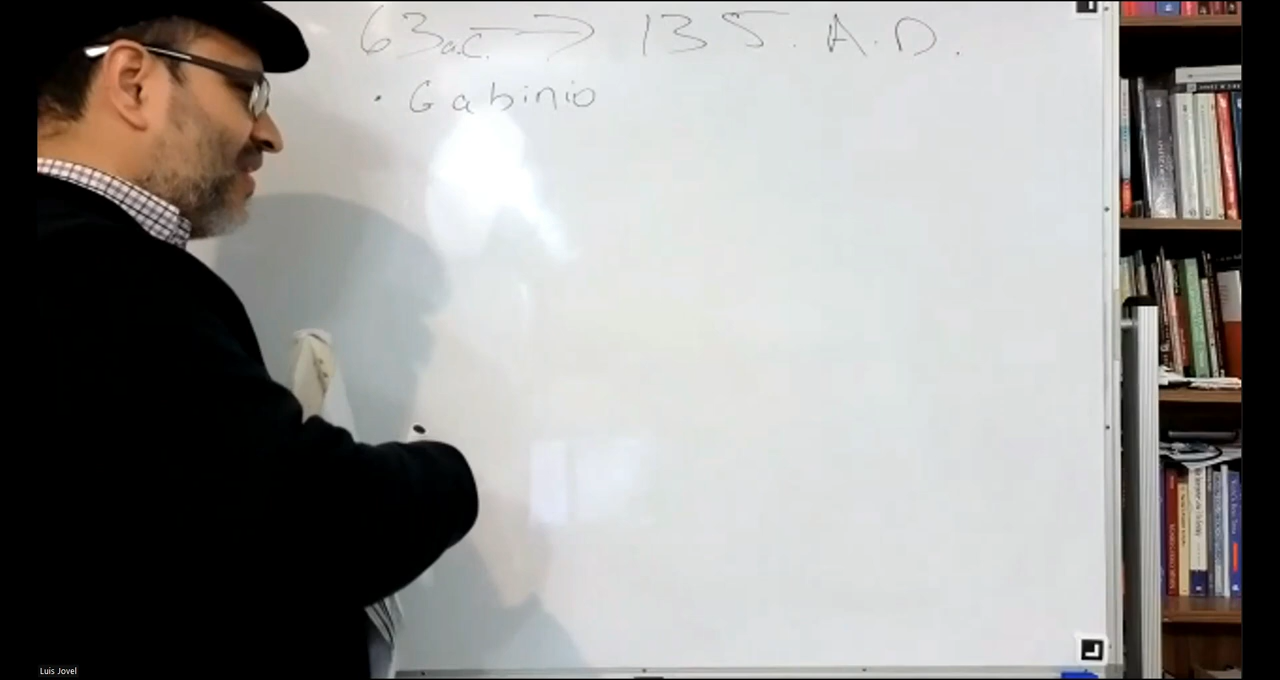 63a.c. → 135. A.D.
· Gabinio
Luis Jovel